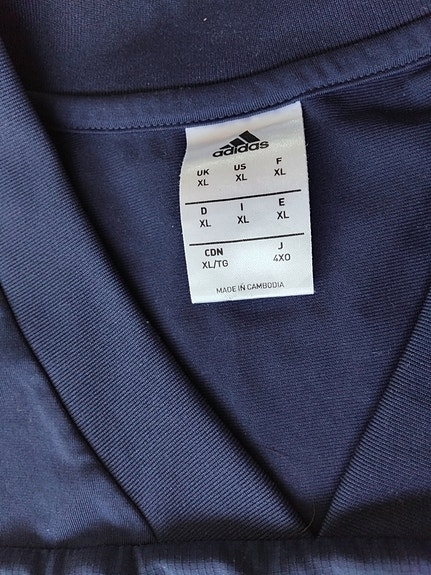 adidas
UK US F
XL XL XL
D I E
XL XL XL
CDN J
XL/TG 4XO
MADE IN CAMBODIA